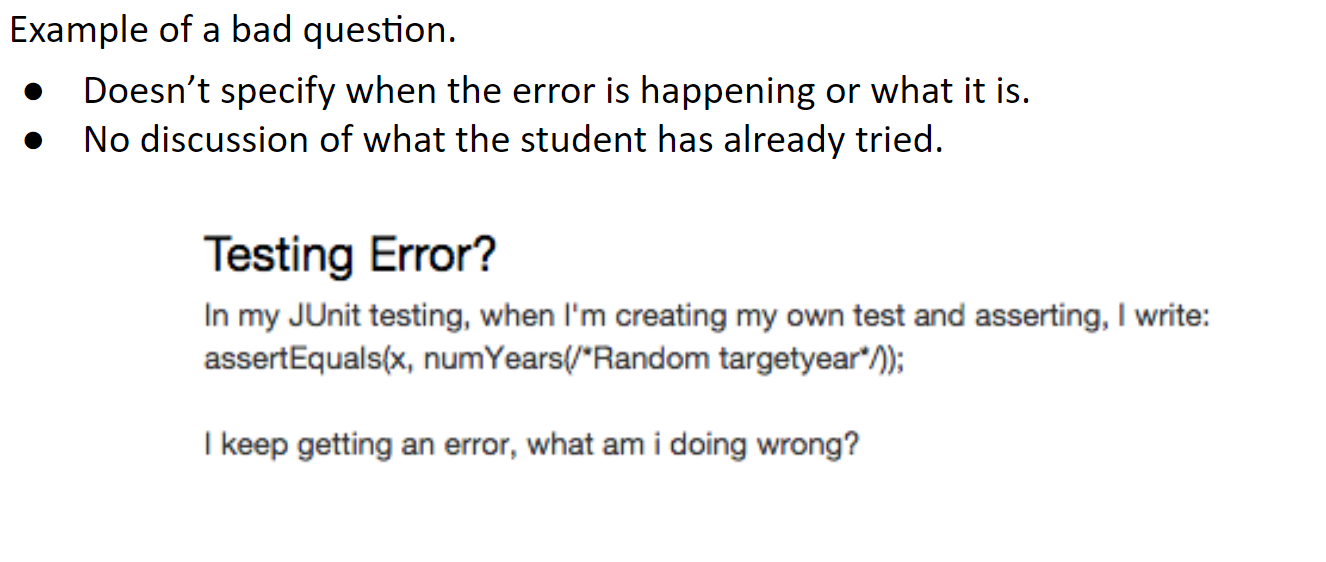 Example of a bad question.
● Doesn’t specify when the error is happening or what it is.
● No discussion of what the student has already tried.
Testing Error?
In my JUnit testing, when I'm creating my own test and asserting, I write:
assertEquals(x, numYears(/*Random targetyear*/));
I keep getting an error, what am i doing wrong?